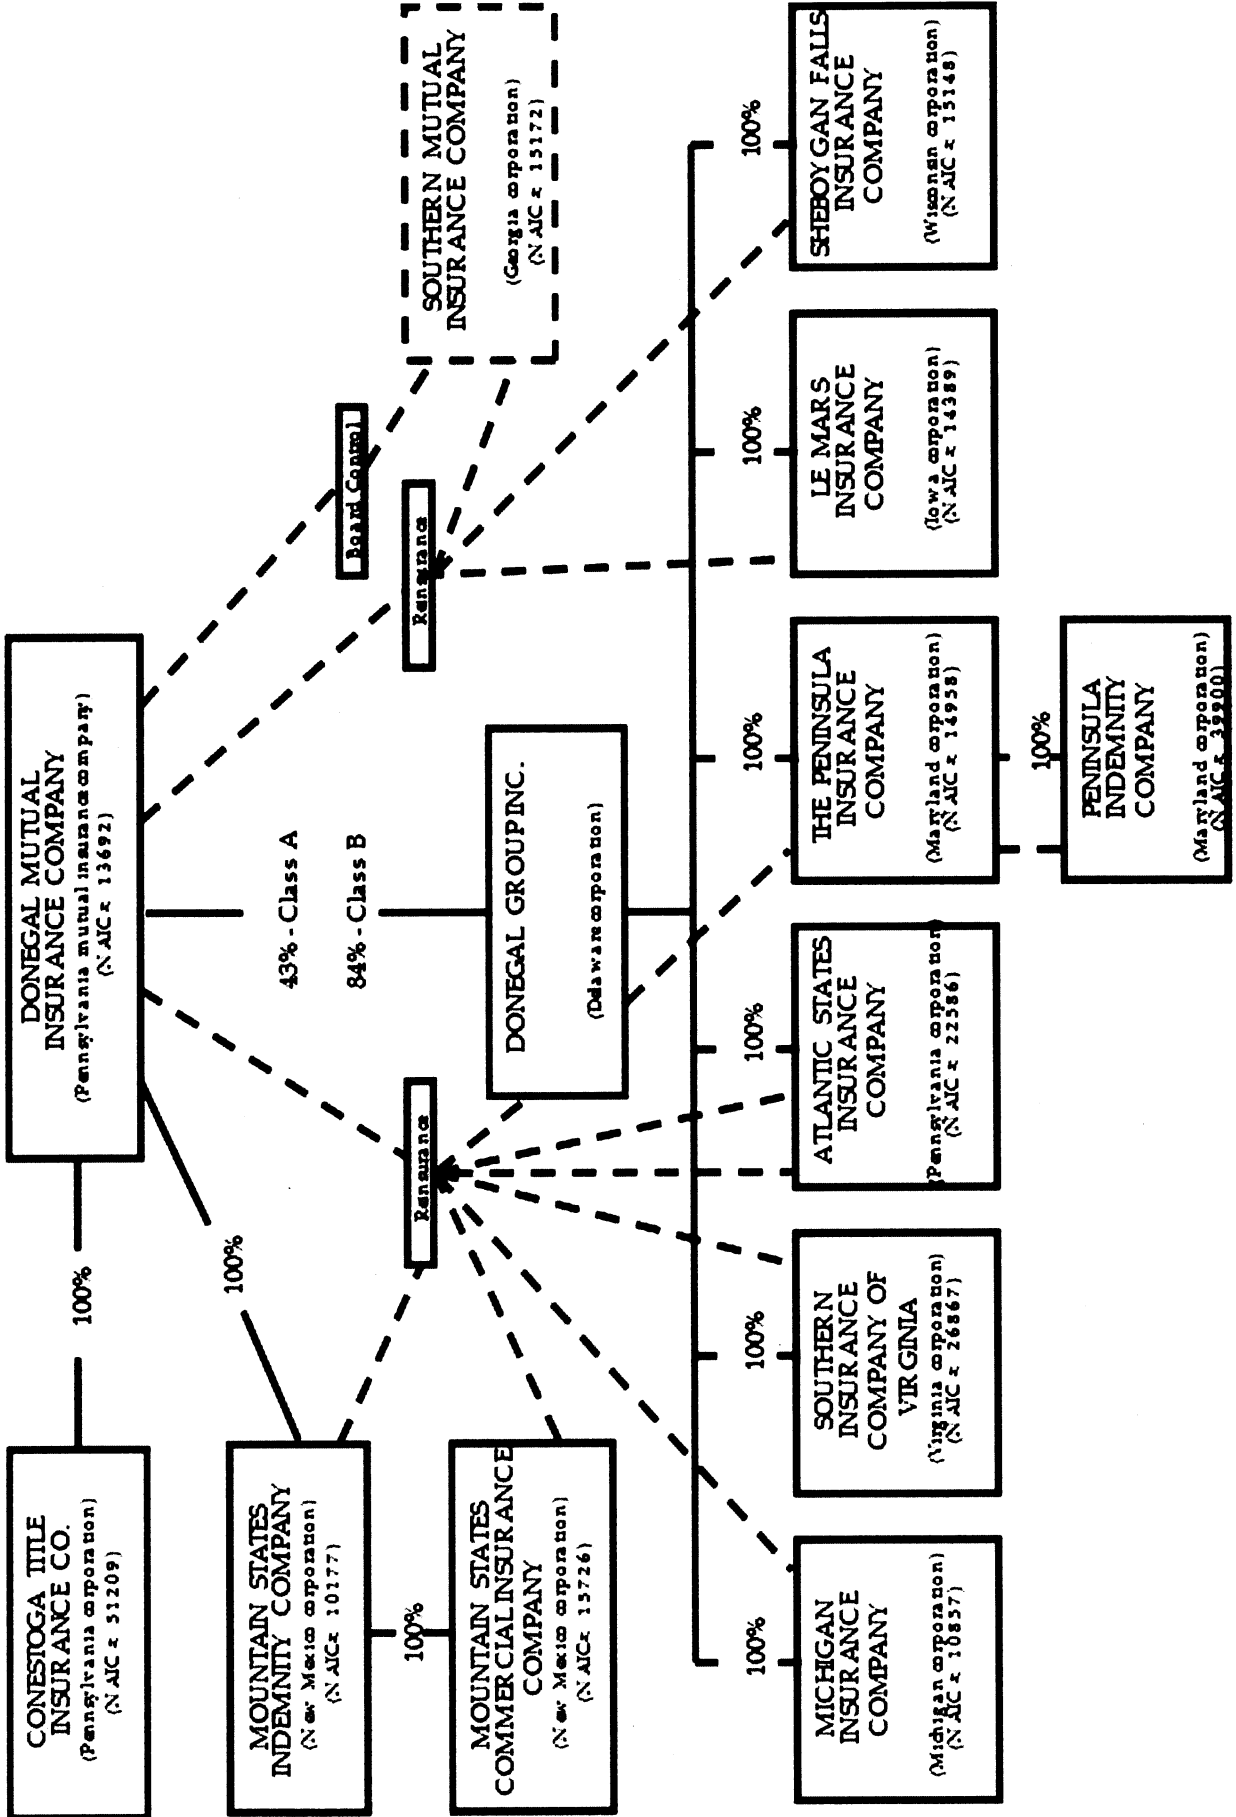 DONEGAL MUTUAL
INSURANCE COMPANY
(Pennsylvania mutual insurance company)
(NAIC # 13692)
CONESTOGA TITLE
INSURANCE CO.
(Pennsylvania corporation)
(NAIC # 51209)
100%
100%
MOUNTAIN STATES
INDEMNITY COMPANY
(New Mexico corporation)
(NAIC# 10177)
100%
MOUNTAIN STATES
COMMERCIAL INSURANCE
COMPANY
(New Mexico corporation)
(NAIC# 15726)
43% - Class A
84% - Class B
Reinsurance
Reinsurance
Board Control
SOUTHERN MUTUAL
INSURANCE COMPANY
(Georgia corporation)
(NAIC # 15172)
DONEGAL GROUP INC.
(Delaware corporation)
100%
100%
100%
100%
100%
100%
MICHIGAN
INSURANCE
COMPANY
(Michigan corporation)
(NAIC # 10857)
SOUTHERN
INSURANCE
COMPANY OF
VIRGINIA
(Virginia corporation)
(NAIC # 26867)
ATLANTIC STATES
INSURANCE
COMPANY
(Pennsylvania corporation)
(NAIC # 22586)
THE PENINSULA
INSURANCE
COMPANY
(Maryland corporation)
(NAIC # 14958)
LE MARS
INSURANCE
COMPANY
(Iowa corporation)
(NAIC # 14389)
SHEBOYGAN FALLS
INSURANCE
COMPANY
(Wisconsin corporation)
(NAIC # 15148)
100%
PENINSULA
INDEMNITY
COMPANY
(Maryland corporation)
(NAIC # 39900)